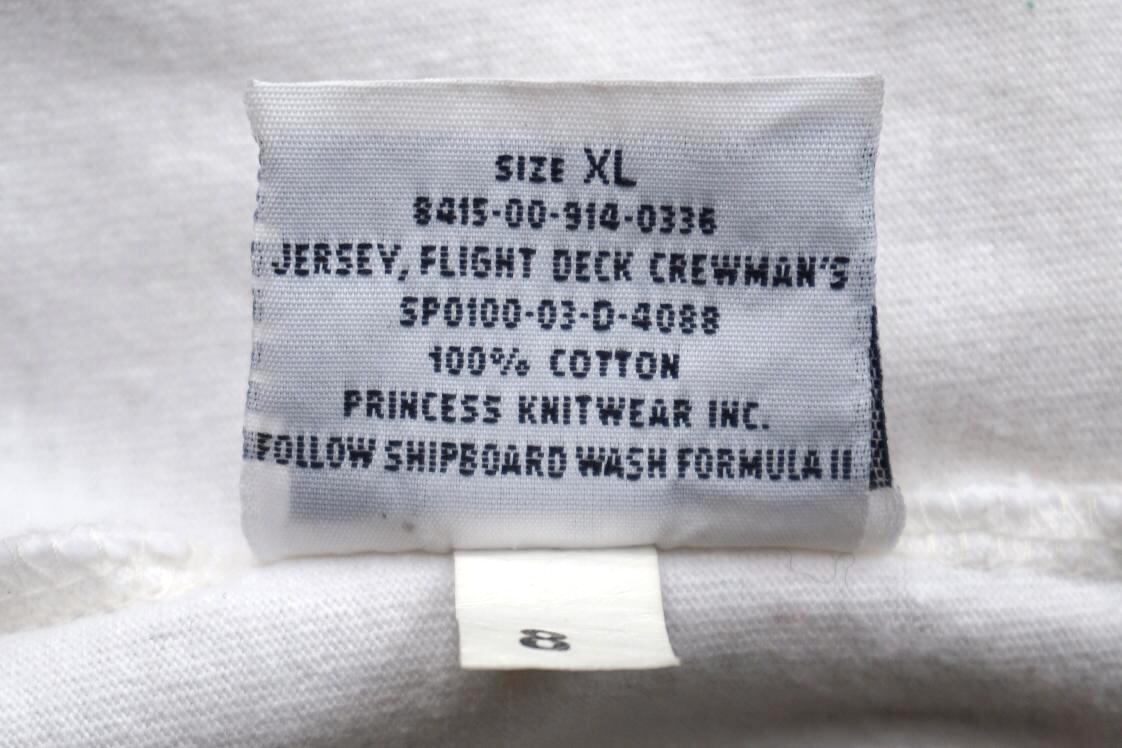 SIZE XL
8415-00-914-0336
JERSEY, FLIGHT DECK CREWMAN'S
SP0100-03-D-4088
100% COTTON
PRINCESS KNITWEAR INC.
FOLLOW SHIPBOARD WASH FORMULA II
8